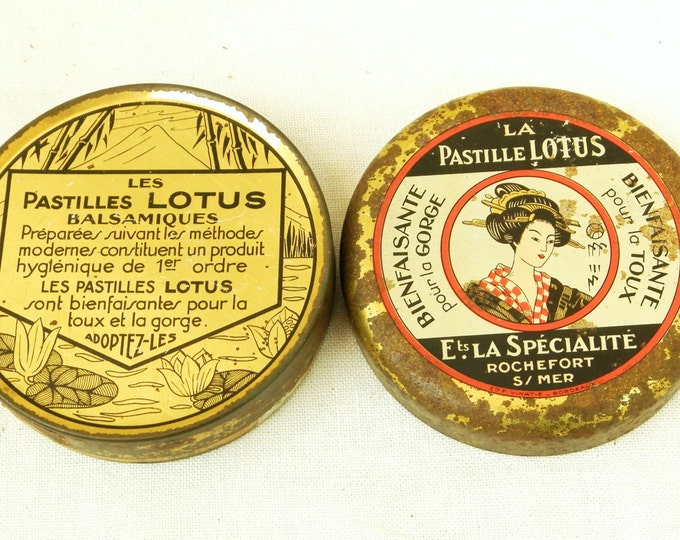 LES
PASTILLES LOTUS
BALSAMIQUES
Préparées suivant les méthodes
modernes constituent un produit
hygiénique de 1er ordre
LES PASTILLES LOTUS
sont bienfaisantes pour la
toux et la gorge.
ADOPTEZ-LES
LA
PASTILLE LOTUS
BIENFAISANTE
pour la GORGE
BIENFAISANTE
pour la TOUX
Ets LA SPÉCIALITÉ
ROCHEFORT
S/MER
BORDEAUX